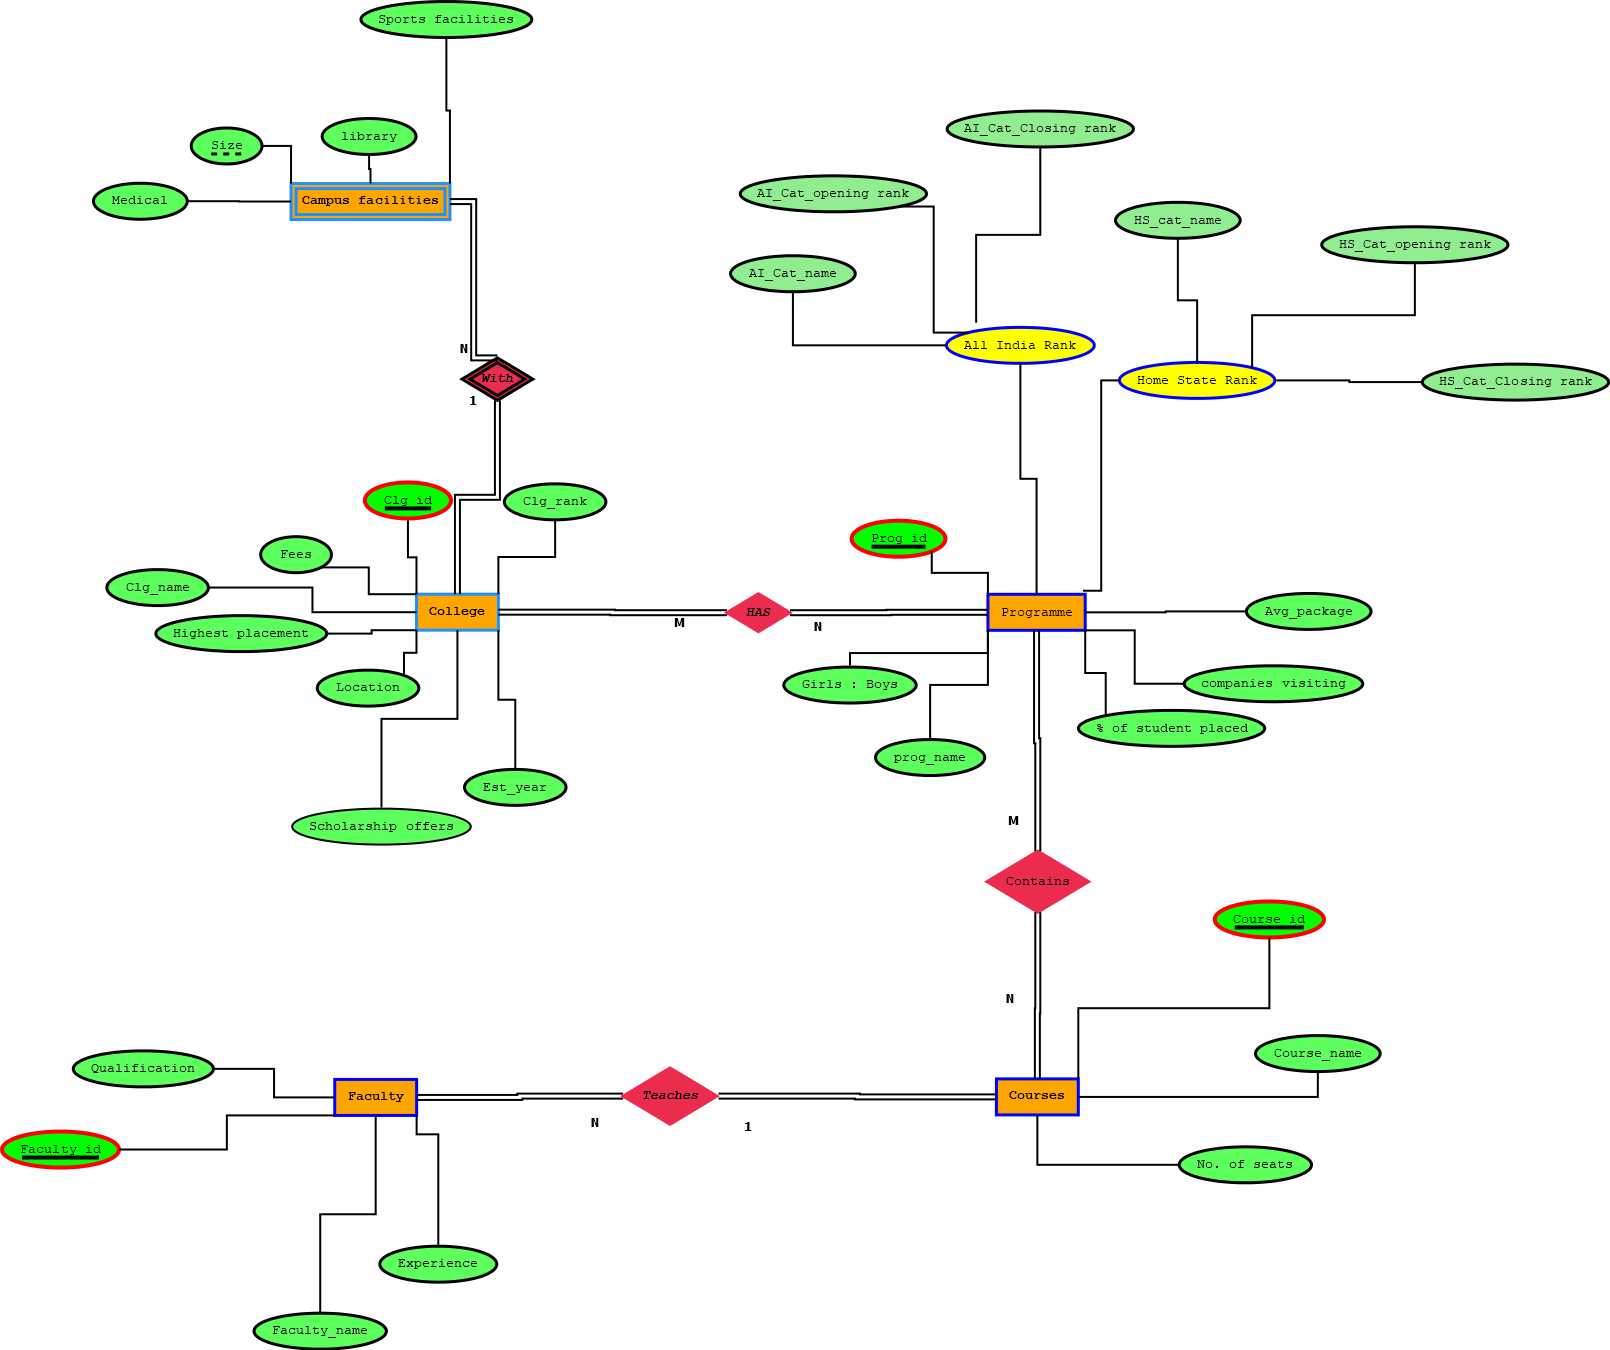 Sports facilities
library
Size
Medical
Campus facilities
AI_Cat_Closing rank
AI_Cat_opening rank
HS_cat_name
HS_Cat_opening rank
AI_Cat_name
All India Rank
Home State Rank
HS_Cat_Closing rank
N
With
1
Clg_id
Clg_rank
Prog_id
Fees
Clg_name
College
HAS
Programme
Avg_package
M
N
Highest placement
Location
Girls : Boys
companies visiting
% of student placed
prog_name
Est_year
Scholarship offers
M
Contains
Course_id
N
Course_name
Qualification
Faculty
Teaches
Courses
N
1
Faculty_id
No. of seats
Experience
Faculty_name